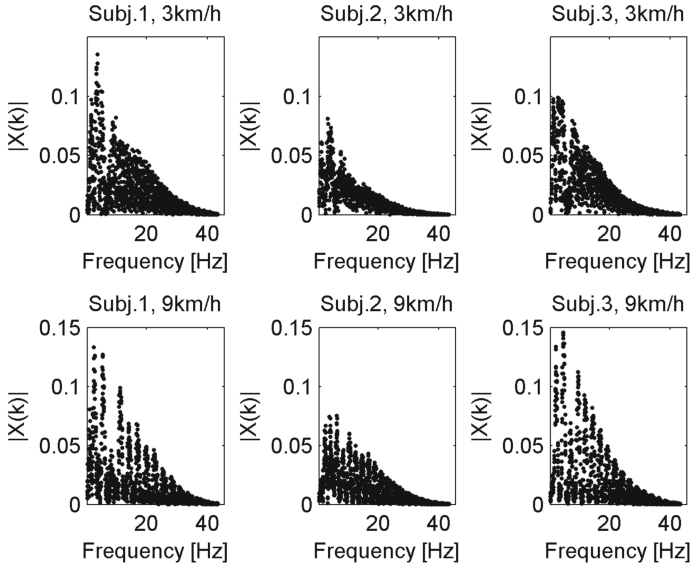 Subj.1, 3km/h
Subj.2, 3km/h
Subj.3, 3km/h
|X(k)|
0.1
0.05
0
20
40
Frequency [Hz]
|X(k)|
0.1
0.05
0
20
40
Frequency [Hz]
|X(k)|
0.1
0.05
0
20
40
Frequency [Hz]
Subj.1, 9km/h
Subj.2, 9km/h
Subj.3, 9km/h
|X(k)|
0.15
0.1
0.05
0
20
40
Frequency [Hz]
|X(k)|
0.15
0.1
0.05
0
20
40
Frequency [Hz]
|X(k)|
0.15
0.1
0.05
0
20
40
Frequency [Hz]